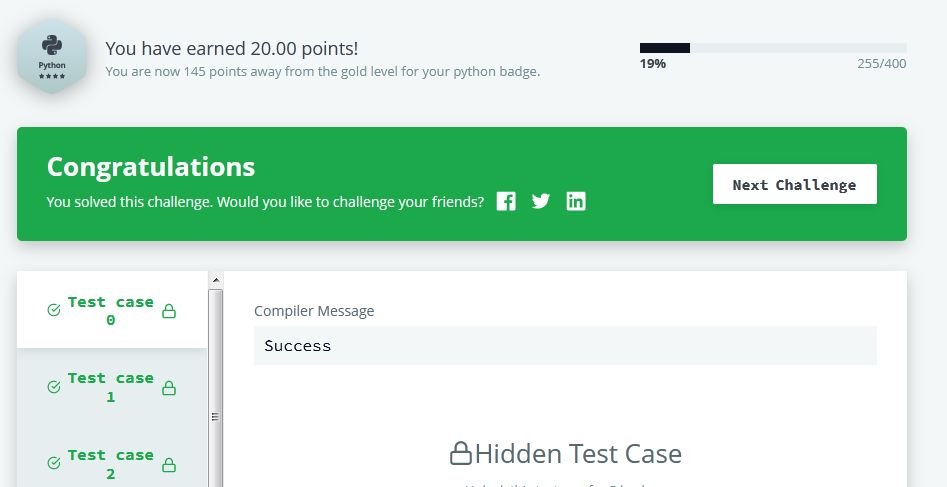 Python
You have earned 20.00 points!
You are now 145 points away from the gold level for your python badge.
19%
255/400
Congratulations
You solved this challenge. Would you like to challenge your friends?
Next Challenge
Test case
0
Test case
1
Test case
2
Compiler Message
Success
Hidden Test Case